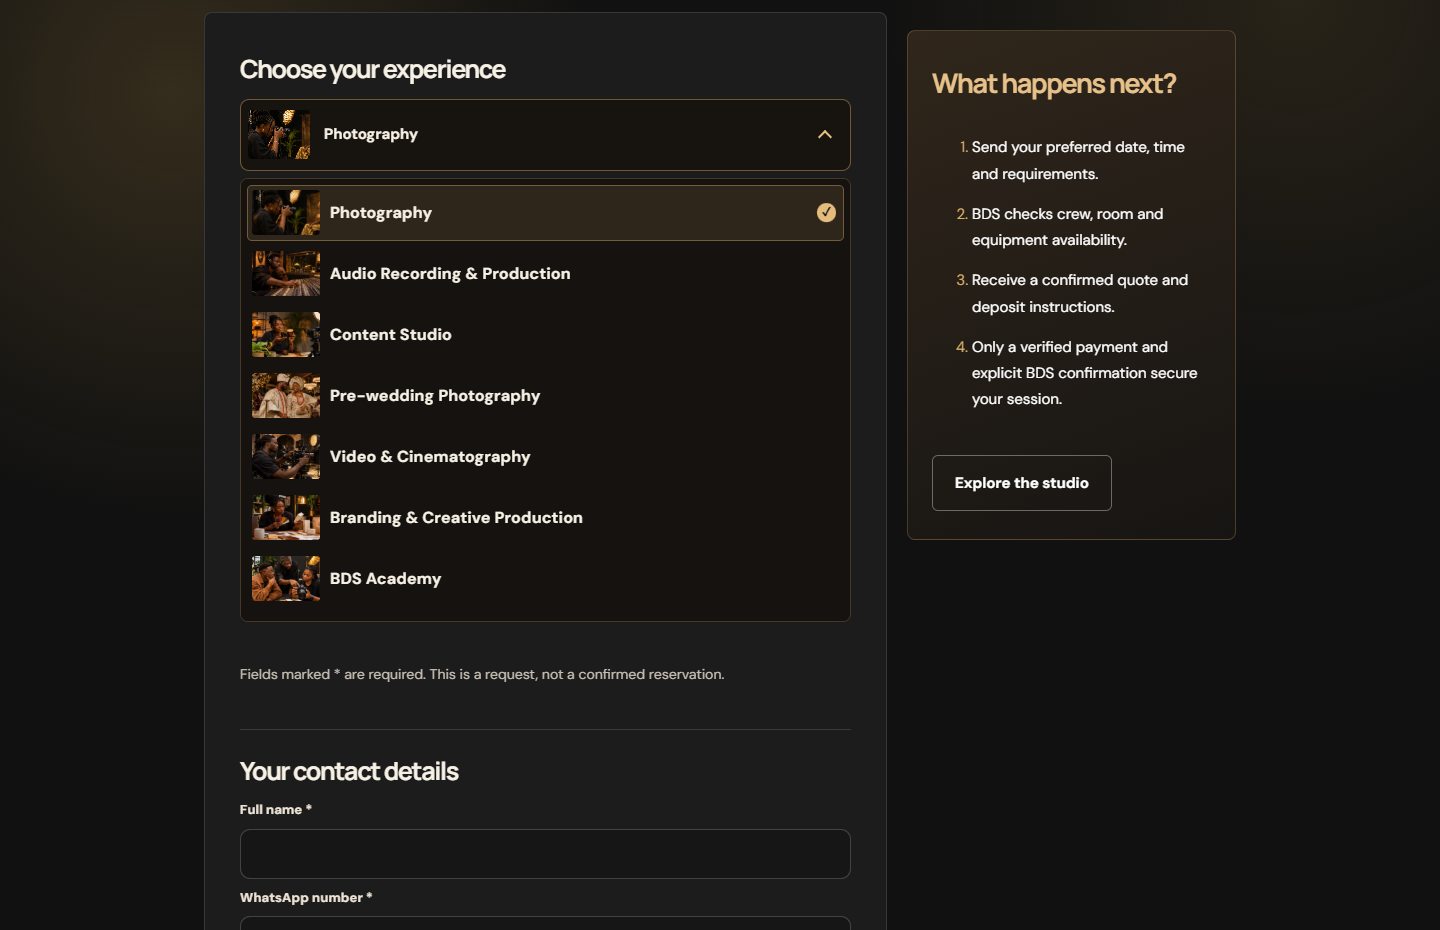 Choose your experience
Photography
Photography
Audio Recording & Production
Content Studio
Pre-wedding Photography
Video & Cinematography
Branding & Creative Production
BDS Academy
Fields marked * are required. This is a request, not a confirmed reservation.
Your contact details
Full name *
WhatsApp number *
What happens next?
1. Send your preferred date, time
and requirements.
2. BDS checks crew, room and
equipment availability.
3. Receive a confirmed quote and
deposit instructions.
4. Only a verified payment and
explicit BDS confirmation secure
your session.
Explore the studio